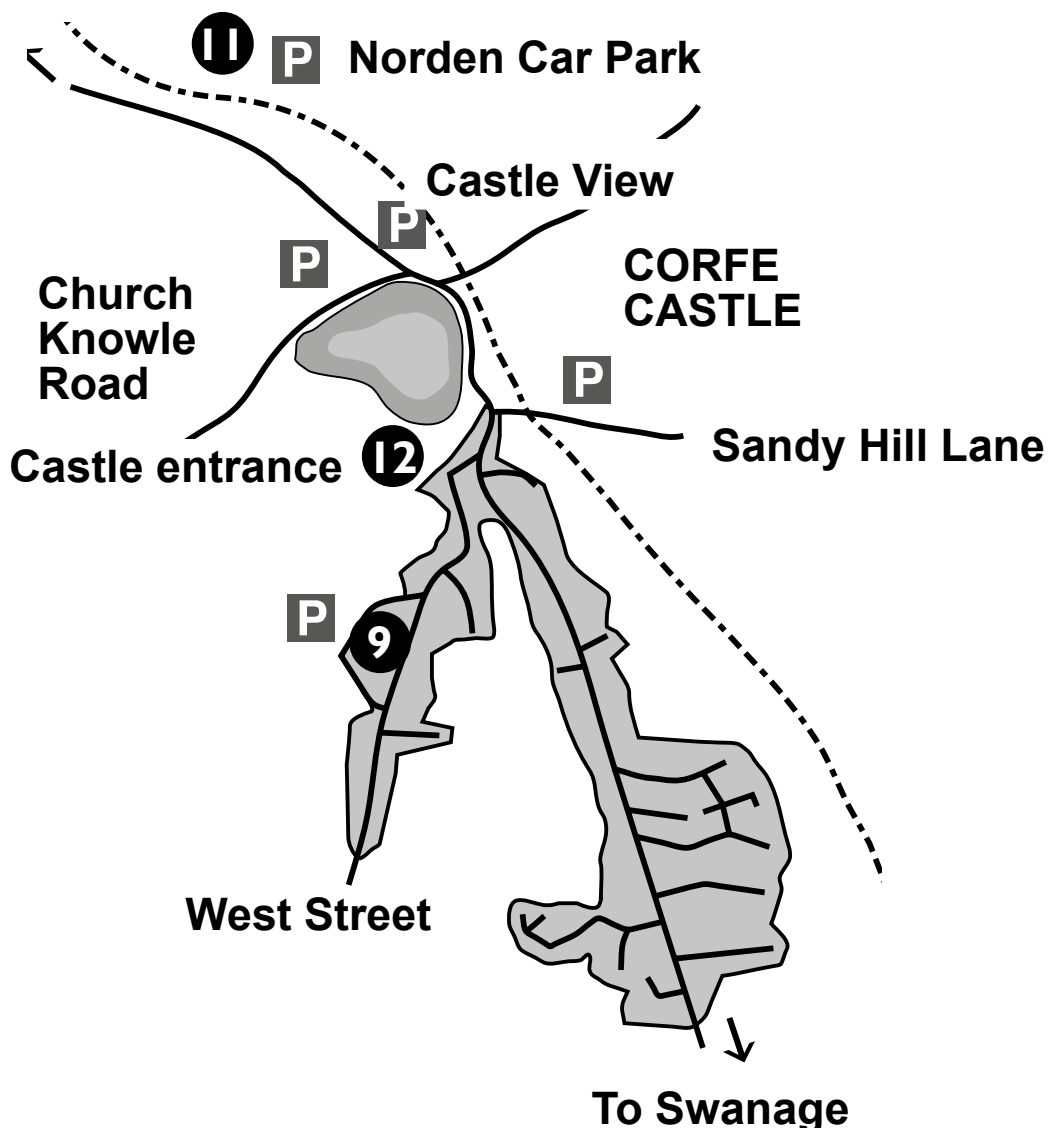 11 P Norden Car Park
Castle View
P
P
CORFE
CASTLE
Church
Knowle
Road
P
Sandy Hill Lane
Castle entrance 12
P
9
West Street
To Swanage